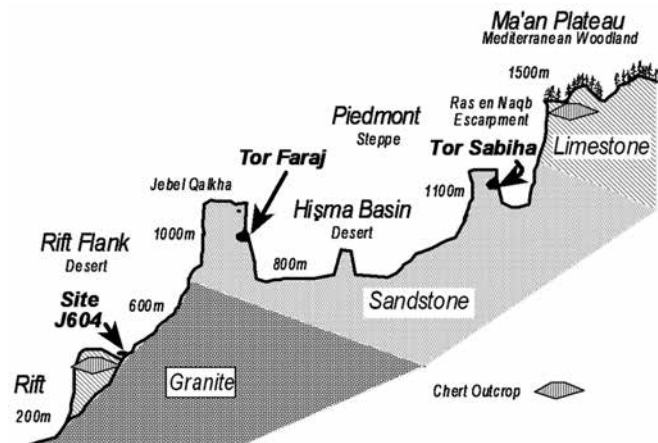 Ma'an Plateau
Mediterranean Woodland
1500m
Ras en Naqb
Escarpment
Piedmont
Steppe
Limestone
Tor Sabiha
Tor Faraj
1100m
Jebel Qalkha
Hişma Basin
Desert
1000m
800m
Rift Flank
Desert
Sandstone
600m
Site
J604
Granite
Rift
200m
Chert Outcrop